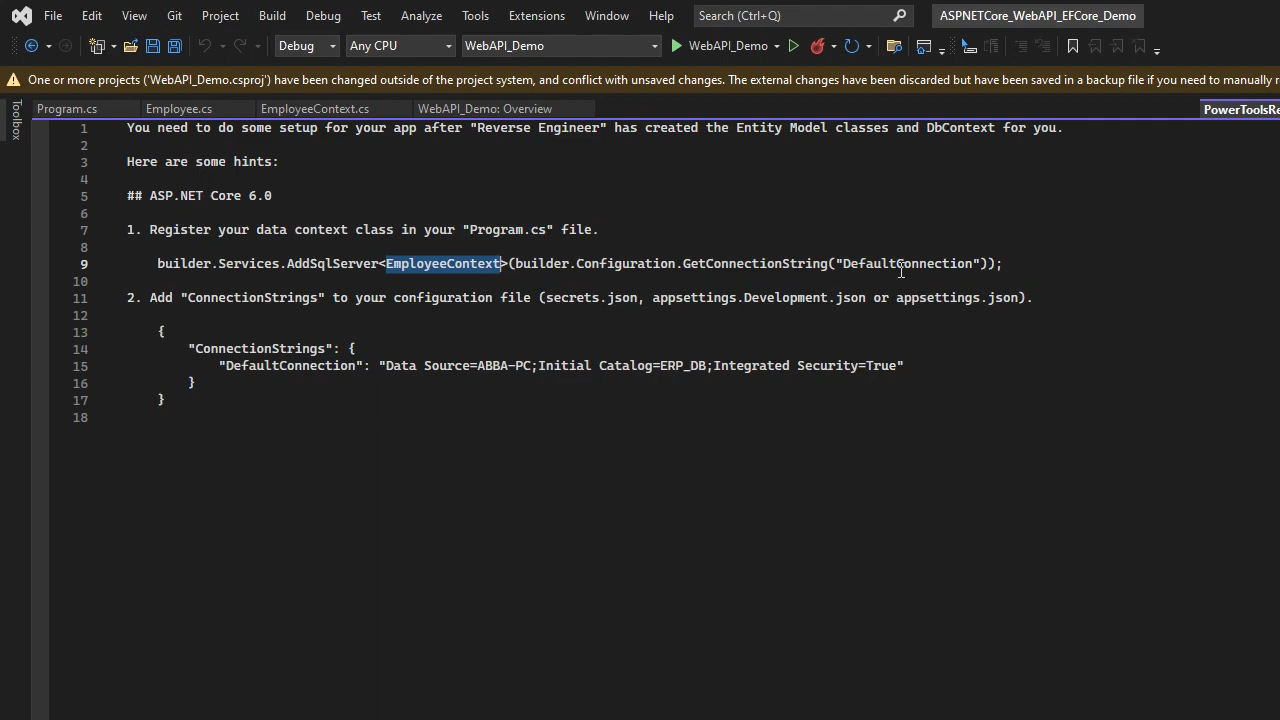 File Edit View Git Project Build Debug Test Analyze Tools Extensions Window Help Search (Ctrl+Q) ASPNETCore_WebAPI_EFCore_Demo
Debug Any CPU WebAPI_Demo WebAPI_Demo
One or more projects ('WebAPI_Demo.csproj') have been changed outside of the project system, and conflict with unsaved changes. The external changes have been discarded but have been saved in a backup file if you need to manually r
Toolbox
Program.cs Employee.cs EmployeeContext.cs WebAPI_Demo: Overview PowerToolsRe
1 You need to do some setup for your app after "Reverse Engineer" has created the Entity Model classes and DbContext for you.
2
3 Here are some hints:
4
5 ## ASP.NET Core 6.0
6
7 1. Register your data context class in your "Program.cs" file.
8
9 builder.Services.AddSqlServer<EmployeeContext>(builder.Configuration.GetConnectionString("DefaultConnection"));
10
11 2. Add "ConnectionStrings" to your configuration file (secrets.json, appsettings.Development.json or appsettings.json).
12
13 {
14 "ConnectionStrings": {
15 "DefaultConnection": "Data Source=ABBA-PC;Initial Catalog=ERP_DB;Integrated Security=True"
16 }
17 }
18